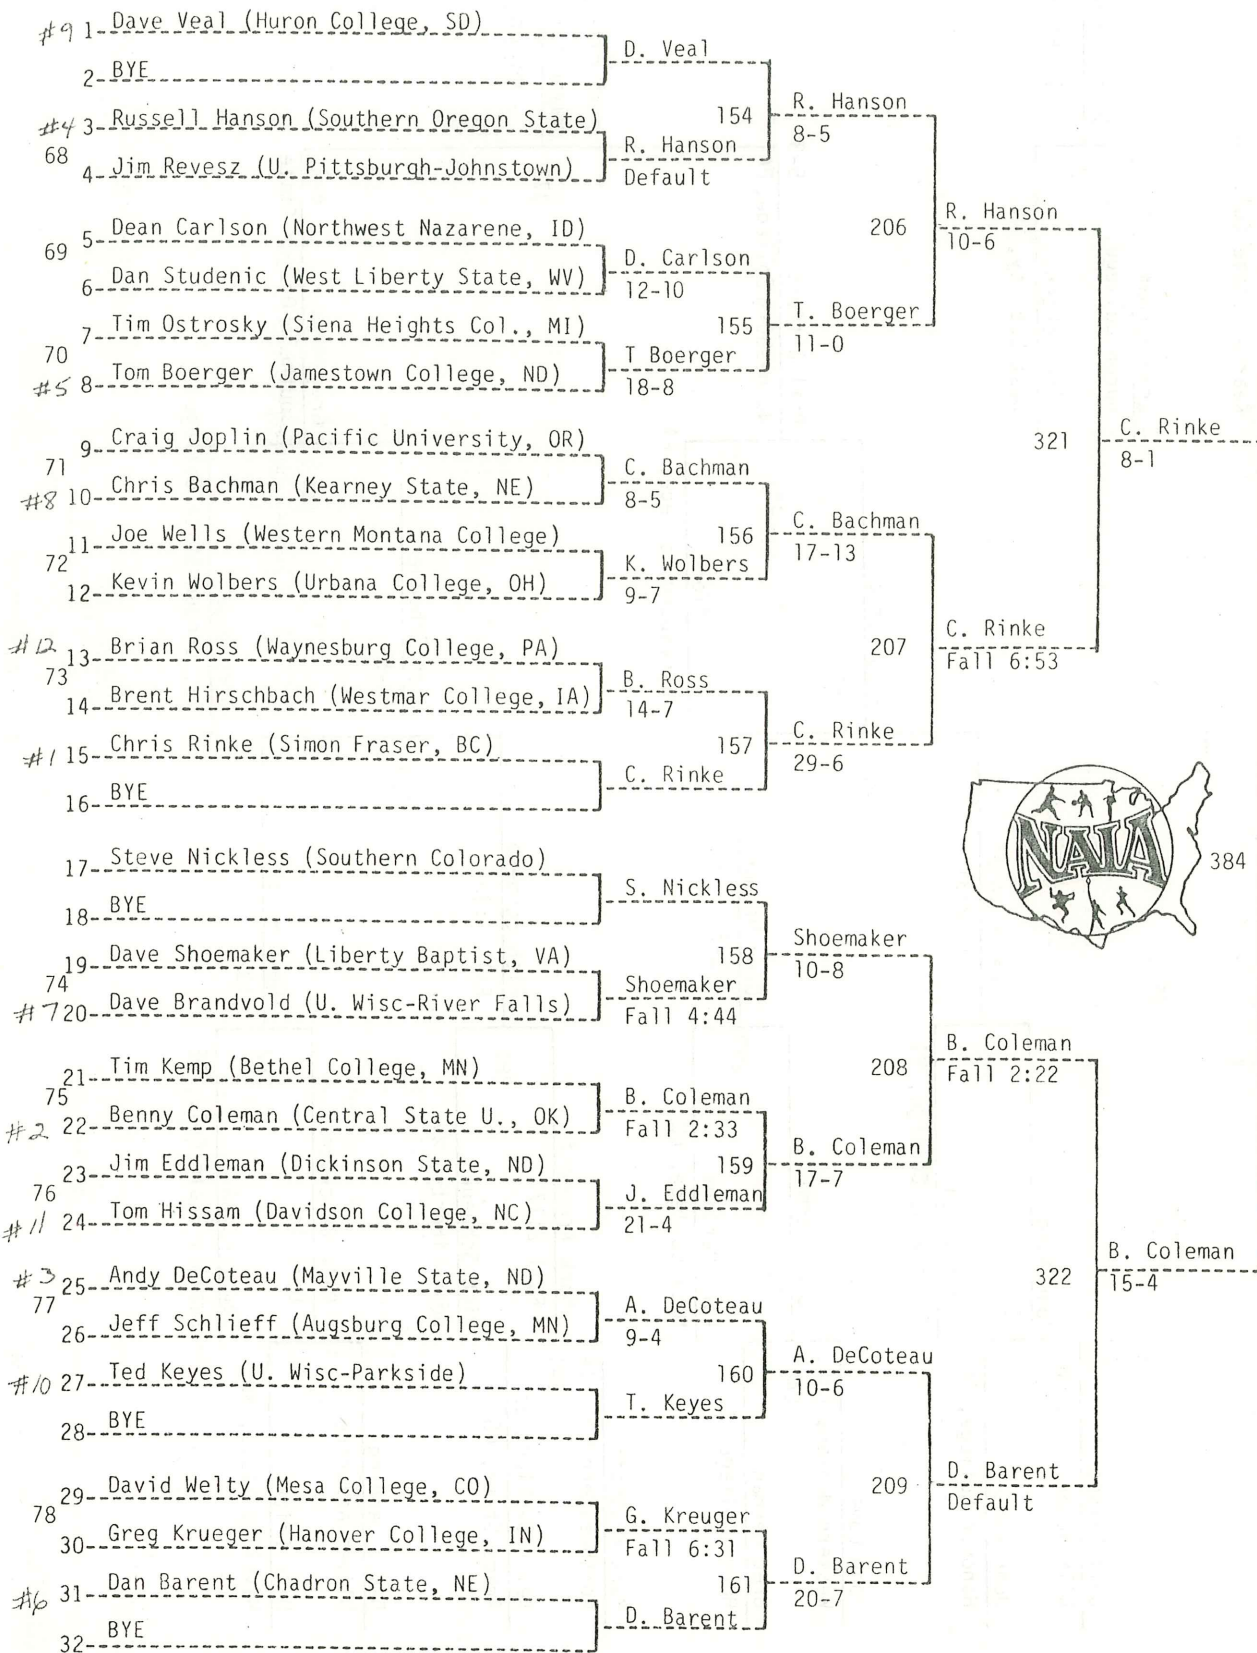 #9 1 Dave Veal (Huron College, SD)
D. Veal
2 BYE
154
R. Hanson
8-5
#4 3 Russell Hanson (Southern Oregon State)
68
R. Hanson
Default
4 Jim Revesz (U. Pittsburgh-Johnstown)
206
R. Hanson
10-6
5 Dean Carlson (Northwest Nazarene, ID)
69
D. Carlson
12-10
6 Dan Studenic (West Liberty State, WV)
155
T. Boerger
11-0
7 Tim Ostrosky (Siena Heights Col., MI)
70
T Boerger
18-8
#5 8 Tom Boerger (Jamestown College, ND)
321
C. Rinke
8-1
9 Craig Joplin (Pacific University, OR)
71
C. Bachman
8-5
#8 10 Chris Bachman (Kearney State, NE)
156
C. Bachman
17-13
11 Joe Wells (Western Montana College)
72
K. Wolbers
9-7
12 Kevin Wolbers (Urbana College, OH)
207
C. Rinke
Fall 6:53
#12 13 Brian Ross (Waynesburg College, PA)
73
B. Ross
14-7
14 Brent Hirschbach (Westmar College, IA)
157
C. Rinke
29-6
#1 15 Chris Rinke (Simon Fraser, BC)
C. Rinke
16 BYE
NAIA
384
17 Steve Nickless (Southern Colorado)
S. Nickless
18 BYE
158
Shoemaker
10-8
19 Dave Shoemaker (Liberty Baptist, VA)
74
Shoemaker
Fall 4:44
#7 20 Dave Brandvold (U. Wisc-River Falls)
208
B. Coleman
Fall 2:22
21 Tim Kemp (Bethel College, MN)
75
B. Coleman
Fall 2:33
#2 22 Benny Coleman (Central State U., OK)
159
B. Coleman
17-7
23 Jim Eddleman (Dickinson State, ND)
76
J. Eddleman
21-4
#11 24 Tom Hissam (Davidson College, NC)
322
B. Coleman
15-4
#3 25 Andy DeCoteau (Mayville State, ND)
77
A. DeCoteau
9-4
26 Jeff Schlieff (Augsburg College, MN)
160
A. DeCoteau
10-6
#10 27 Ted Keyes (U. Wisc-Parkside)
T. Keyes
28 BYE
209
D. Barent
Default
29 David Welty (Mesa College, CO)
78
G. Kreuger
Fall 6:31
30 Greg Krueger (Hanover College, IN)
161
D. Barent
20-7
#6 31 Dan Barent (Chadron State, NE)
D. Barent
32 BYE